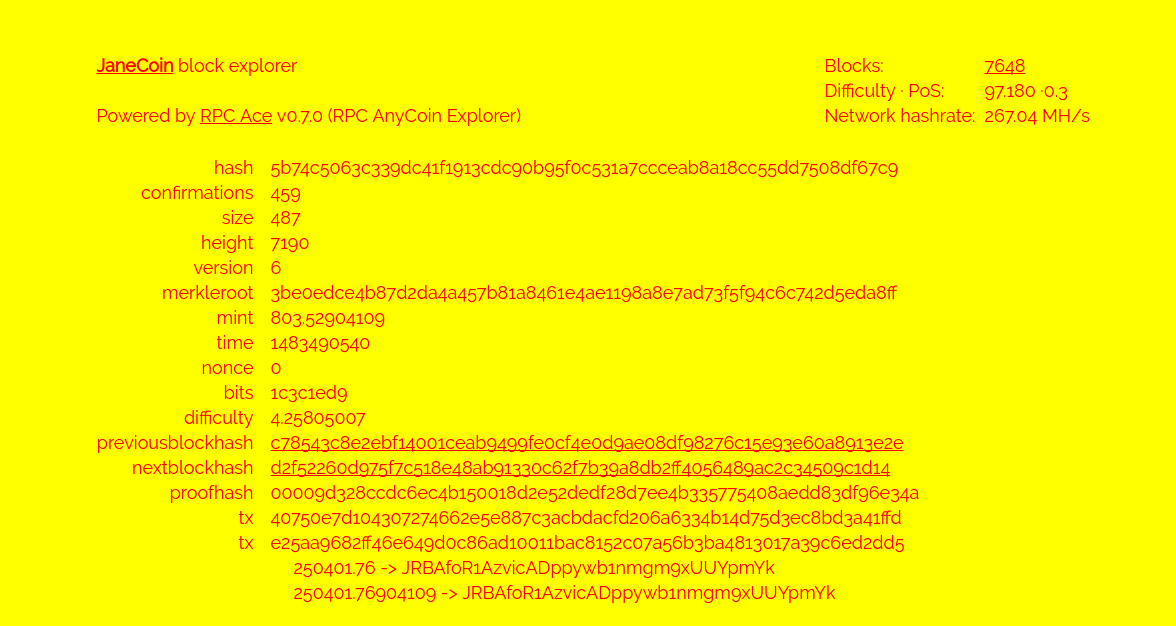 JaneCoin block explorer
Powered by RPC Ace v0.7.0 (RPC AnyCoin Explorer)
Blocks: 7648
Difficulty · PoS: 97.180 ·0.3
Network hashrate: 267.04 MH/s
hash 5b74c5063c339dc41f1913cdc90b95f0c531a7ccceab8a18cc55dd7508df67c9
confirmations 459
size 487
height 7190
version 6
merkleroot 3be0edce4b87d2da4a457b81a8461e4ae1198a8e7ad73f5f94c6c742d5eda8ff
mint 803.52904109
time 1483490540
nonce 0
bits 1c3c1ed9
difficulty 4.25805007
previousblockhash c78543c8e2ebf14001ceab9499fe0cf4e0d9ae08df98276c15e93e60a8913e2e
nextblockhash d2f52260d975f7c518e48ab91330c62f7b39a8db2ff4056489ac2c34509c1d14
proofhash 00009d328ccdc6ec4b150018d2e52dedf28d7ee4b335775408aedd83df96e34a
tx 40750e7d104307274662e5e887c3acbdacfd206a6334b14d75d3ec8bd3a41ffd
tx e25aa9682ff46e649d0c86ad10011bac8152c07a56b3ba4813017a39c6ed2dd5
250401.76 -> JRBAfoR1AzvicADppywb1nmgm9xUUYpmYk
250401.76904109 -> JRBAfoR1AzvicADppywb1nmgm9xUUYpmYk